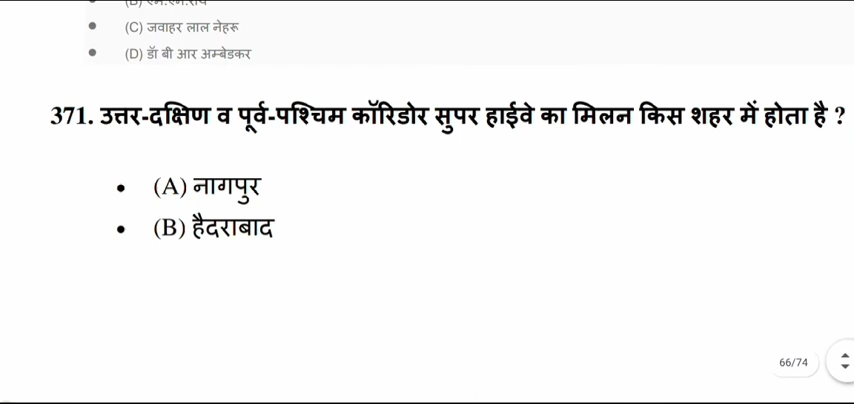 (C) जवाहर लाल नेहरू
(D) डॉ बी आर अम्बेडकर
371. उत्तर-दक्षिण व पूर्व-पश्चिम कॉरिडोर सुपर हाईवे का मिलन किस शहर में होता है ?
(A) नागपुर
(B) हैदराबाद
66/74